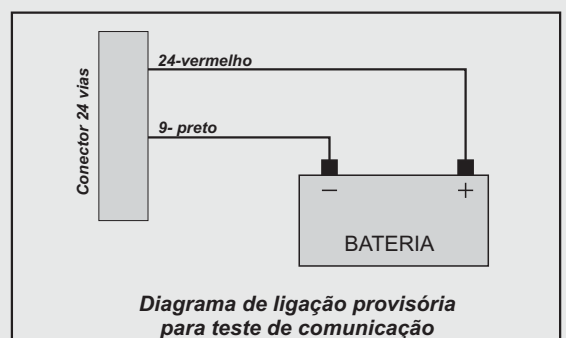 Conector 24 vias
24-vermelho
9- preto
− +
BATERIA
Diagrama de ligação provisória
para teste de comunicação